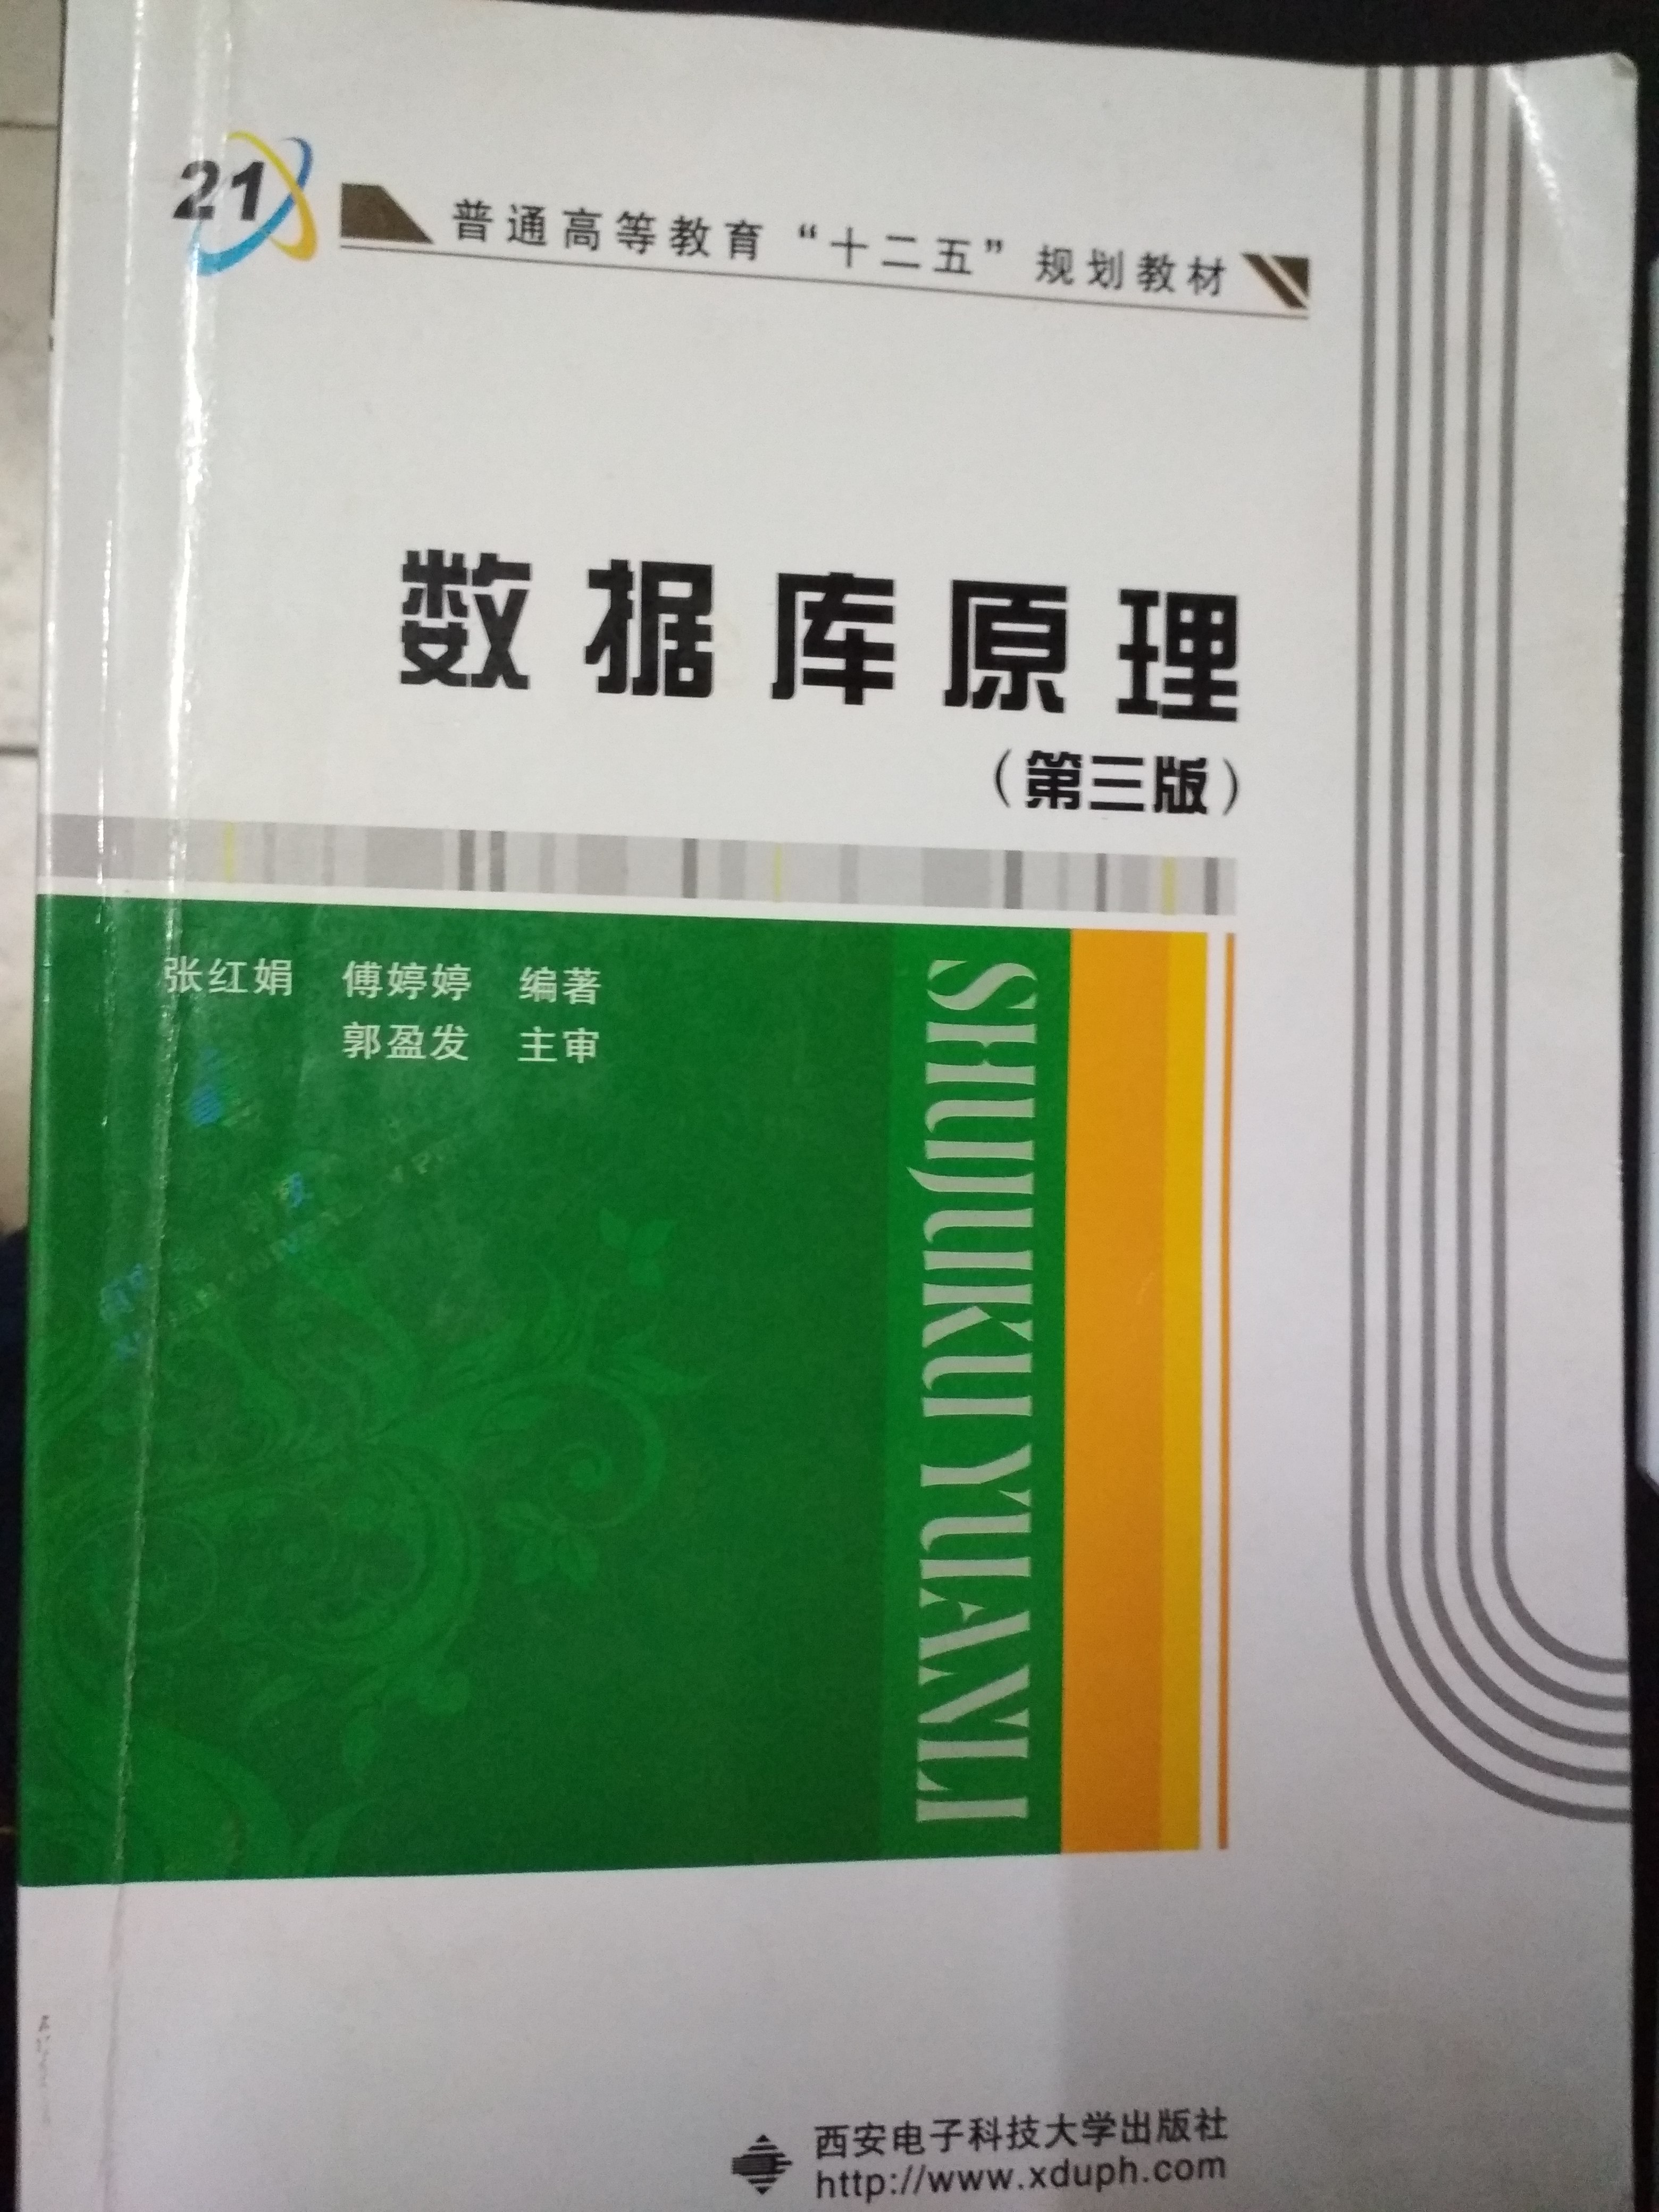 21
普通高等教育“十二五”规划教材
数据库原理
（第三版）
张红娟 傅婷婷 编著
郭盈发 主审
SHUJUKU YUANLI
西安电子科技大学出版社
http://www.xduph.com